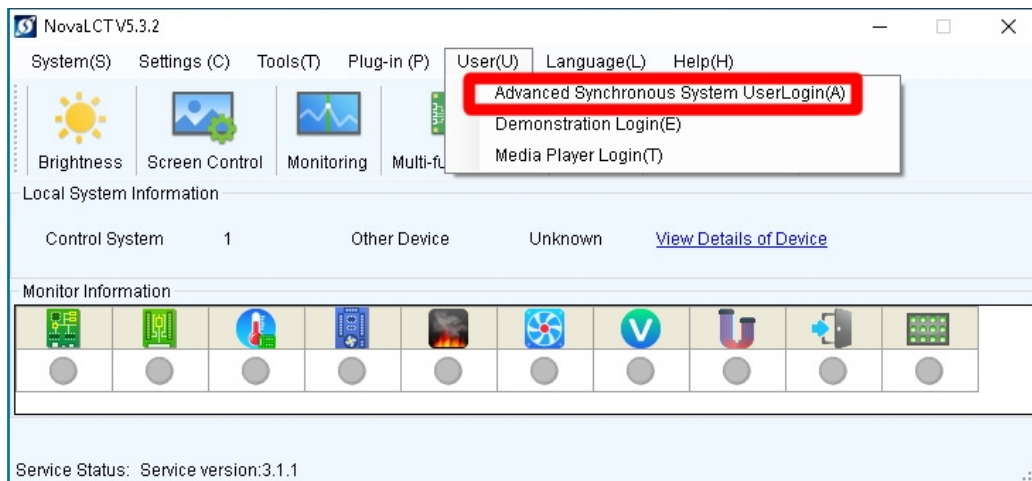 NovaLCT V5.3.2
System(S) Settings (C) Tools(T) Plug-in (P) User(U) Language(L) Help(H)
Advanced Synchronous System UserLogin(A)
Demonstration Login(E)
Media Player Login(T)
Brightness Screen Control Monitoring Multi-fu
Local System Information
Control System 1 Other Device Unknown View Details of Device
Monitor Information
Service Status: Service version:3.1.1